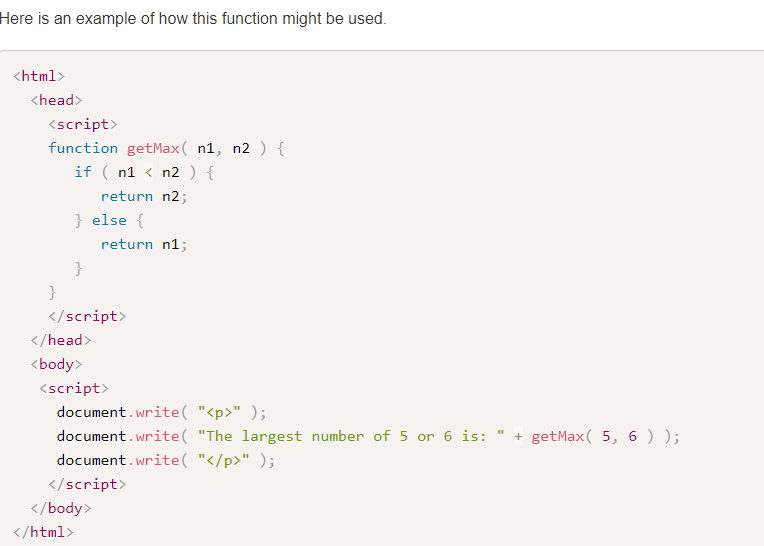 Here is an example of how this function might be used.
<html>
<head>
<script>
function getMax( n1, n2 ) {
if ( n1 < n2 ) {
return n2;
} else {
return n1;
}
}
</script>
</head>
<body>
<script>
document.write( "<p>" );
document.write( "The largest number of 5 or 6 is: " + getMax( 5, 6 ) );
document.write( "</p>" );
</script>
</body>
</html>